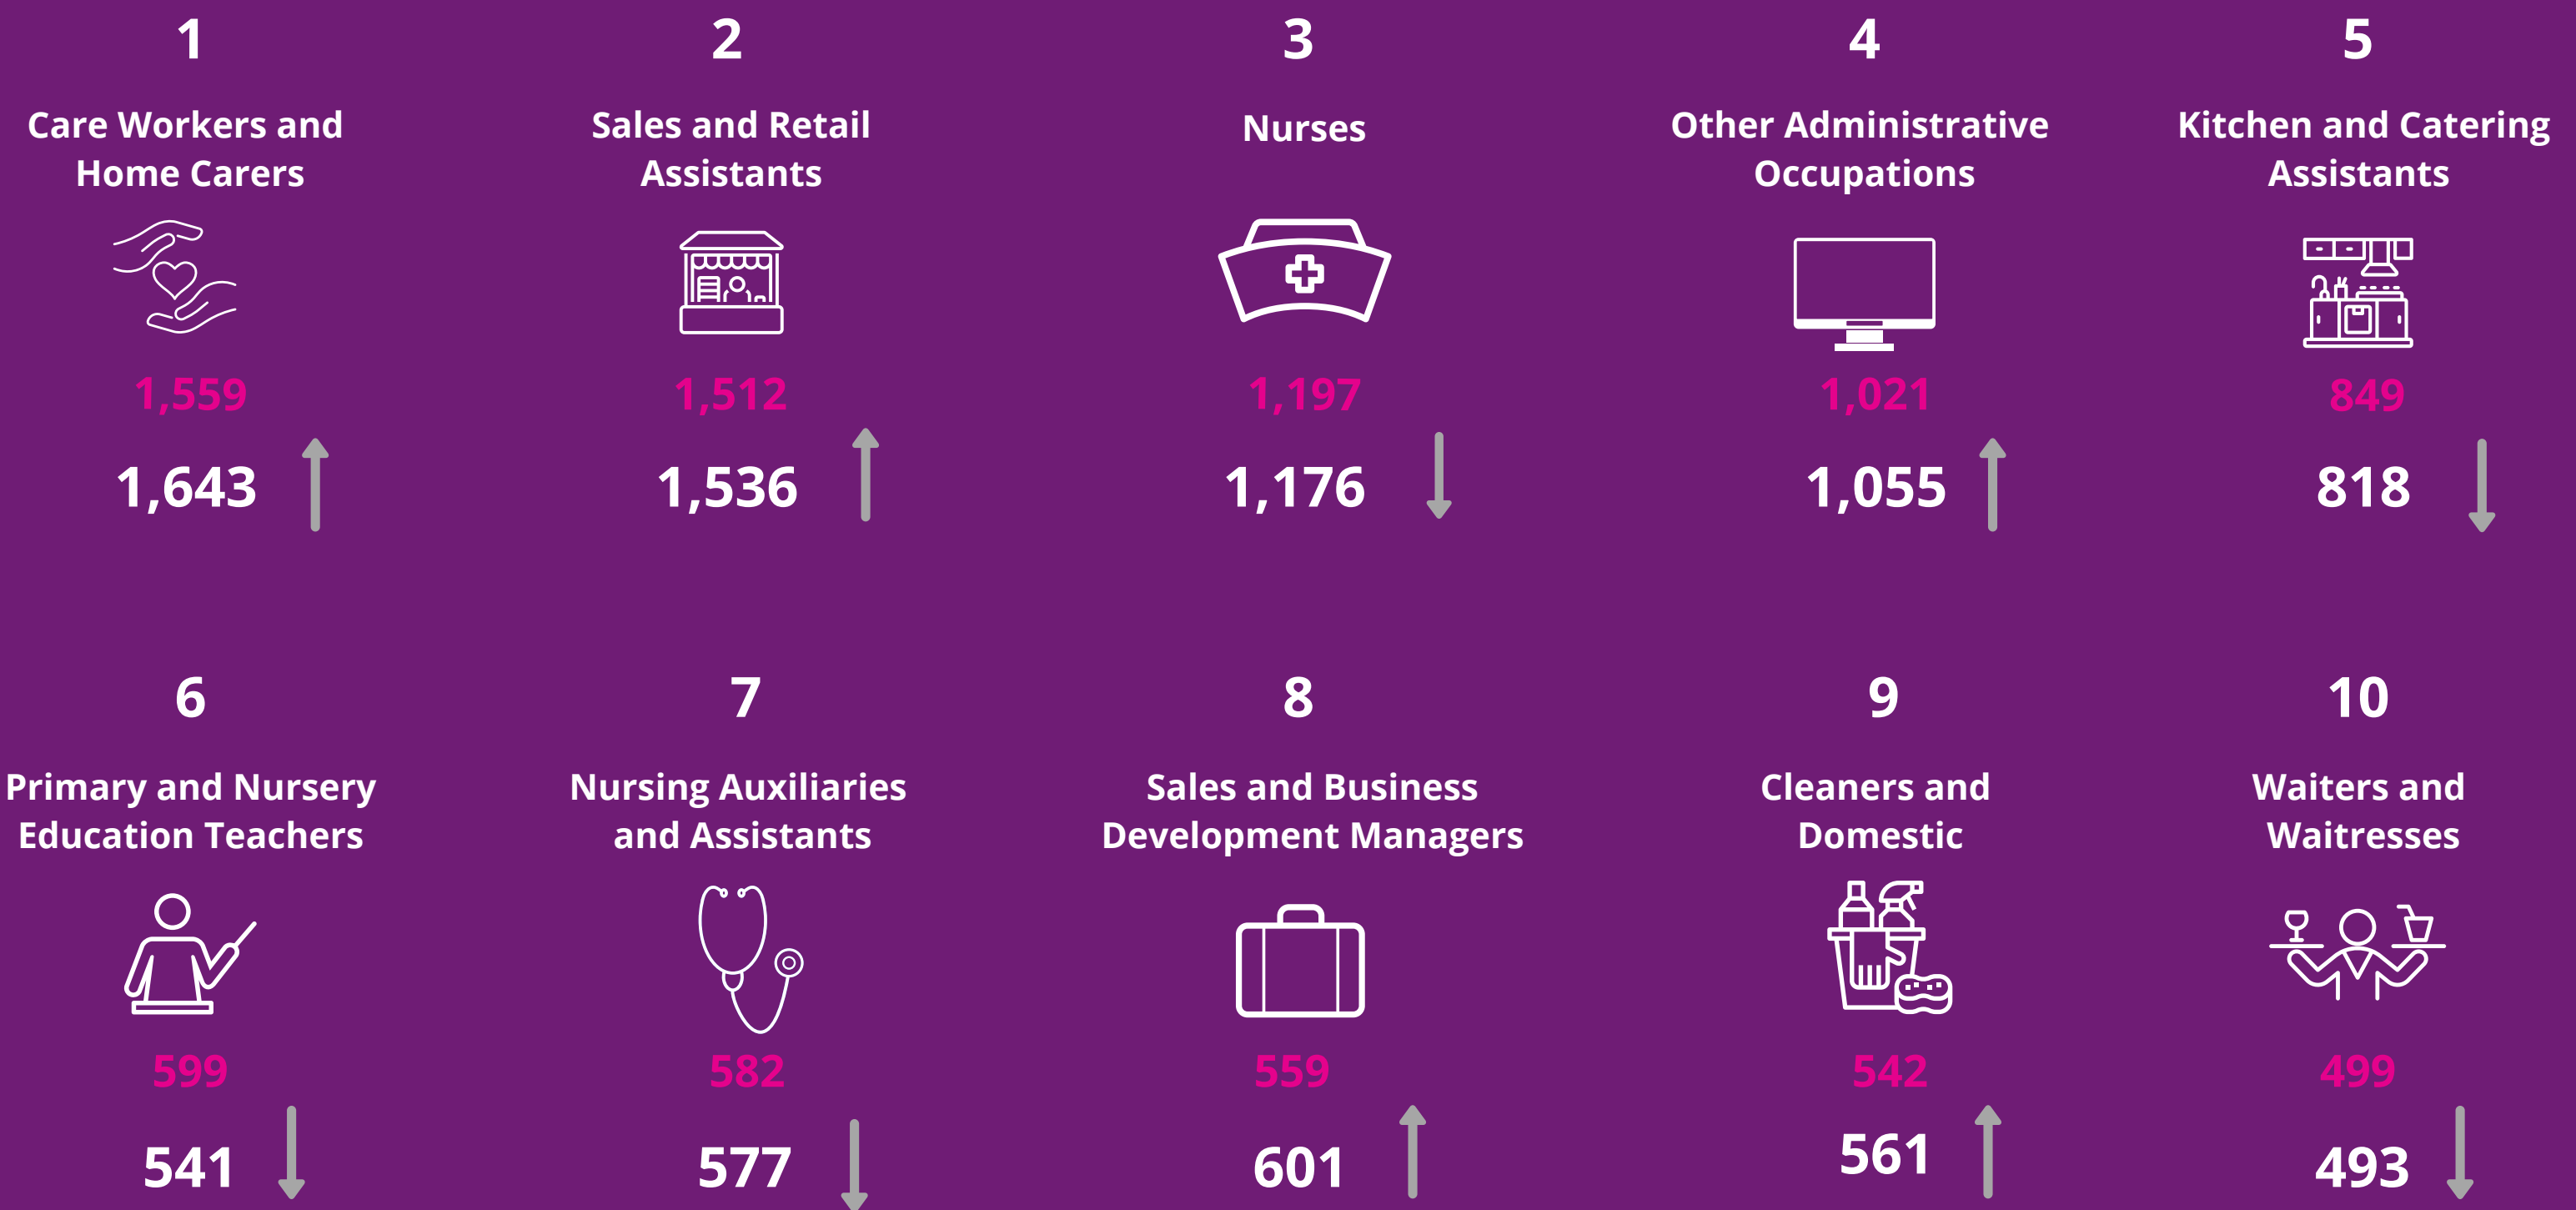 1
Care Workers and
Home Carers
1,559
1,643
2
Sales and Retail
Assistants
1,512
1,536
3
Nurses
1,197
1,176
4
Other Administrative
Occupations
1,021
1,055
5
Kitchen and Catering
Assistants
849
818
6
Primary and Nursery
Education Teachers
599
541
7
Nursing Auxiliaries
and Assistants
582
577
8
Sales and Business
Development Managers
559
601
9
Cleaners and
Domestic
542
561
10
Waiters and
Waitresses
499
493